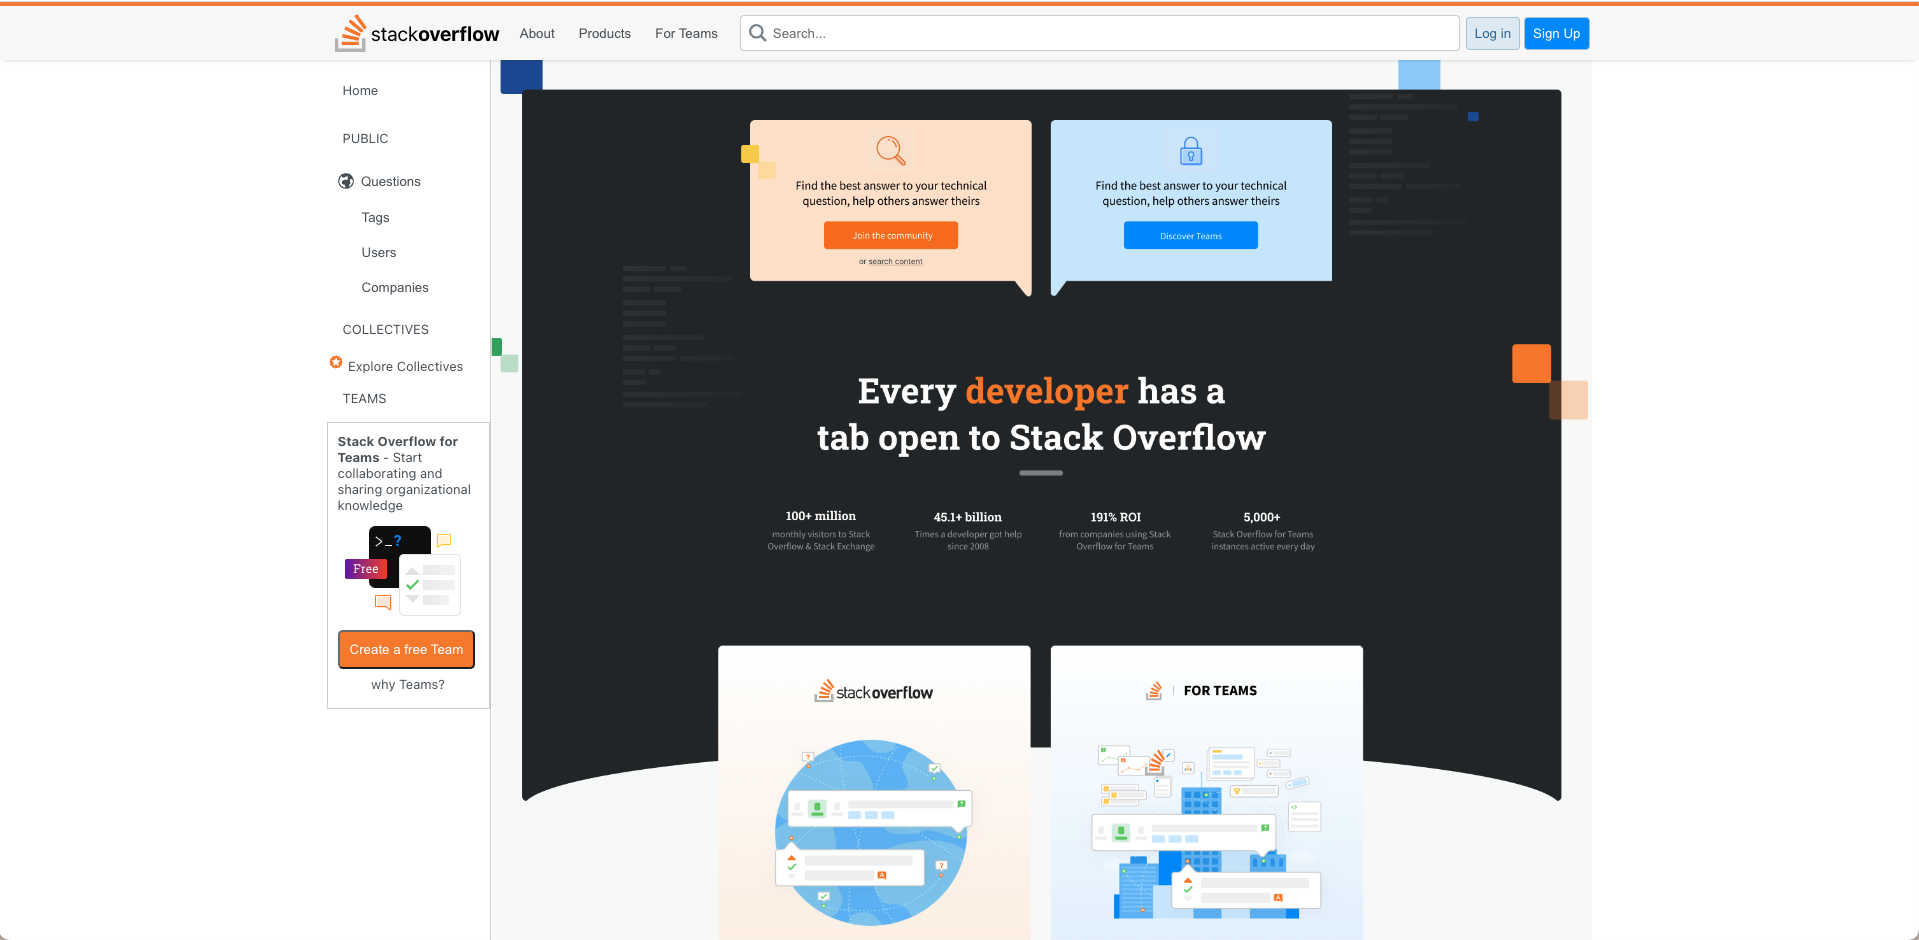 stackoverflow
About
Products
For Teams
Search...
Log in
Sign Up
Home
PUBLIC
Questions
Tags
Users
Companies
COLLECTIVES
Explore Collectives
TEAMS
Stack Overflow for
Teams - Start
collaborating and
sharing organizational
knowledge
>_?
Free
Create a free Team
why Teams?
Find the best answer to your technical
question, help others answer theirs
Join the community
or search content
Find the best answer to your technical
question, help others answer theirs
Discover Teams
Every developer has a
tab open to Stack Overflow
100+ million
monthly visitors to Stack
Overflow & Stack Exchange
45.1+ billion
Times a developer got help
since 2008
191% ROI
from companies using Stack
Overflow for Teams
5,000+
Stack Overflow for Teams
instances active every day
stackoverflow
?
?
?
A
FOR TEAMS
?
A